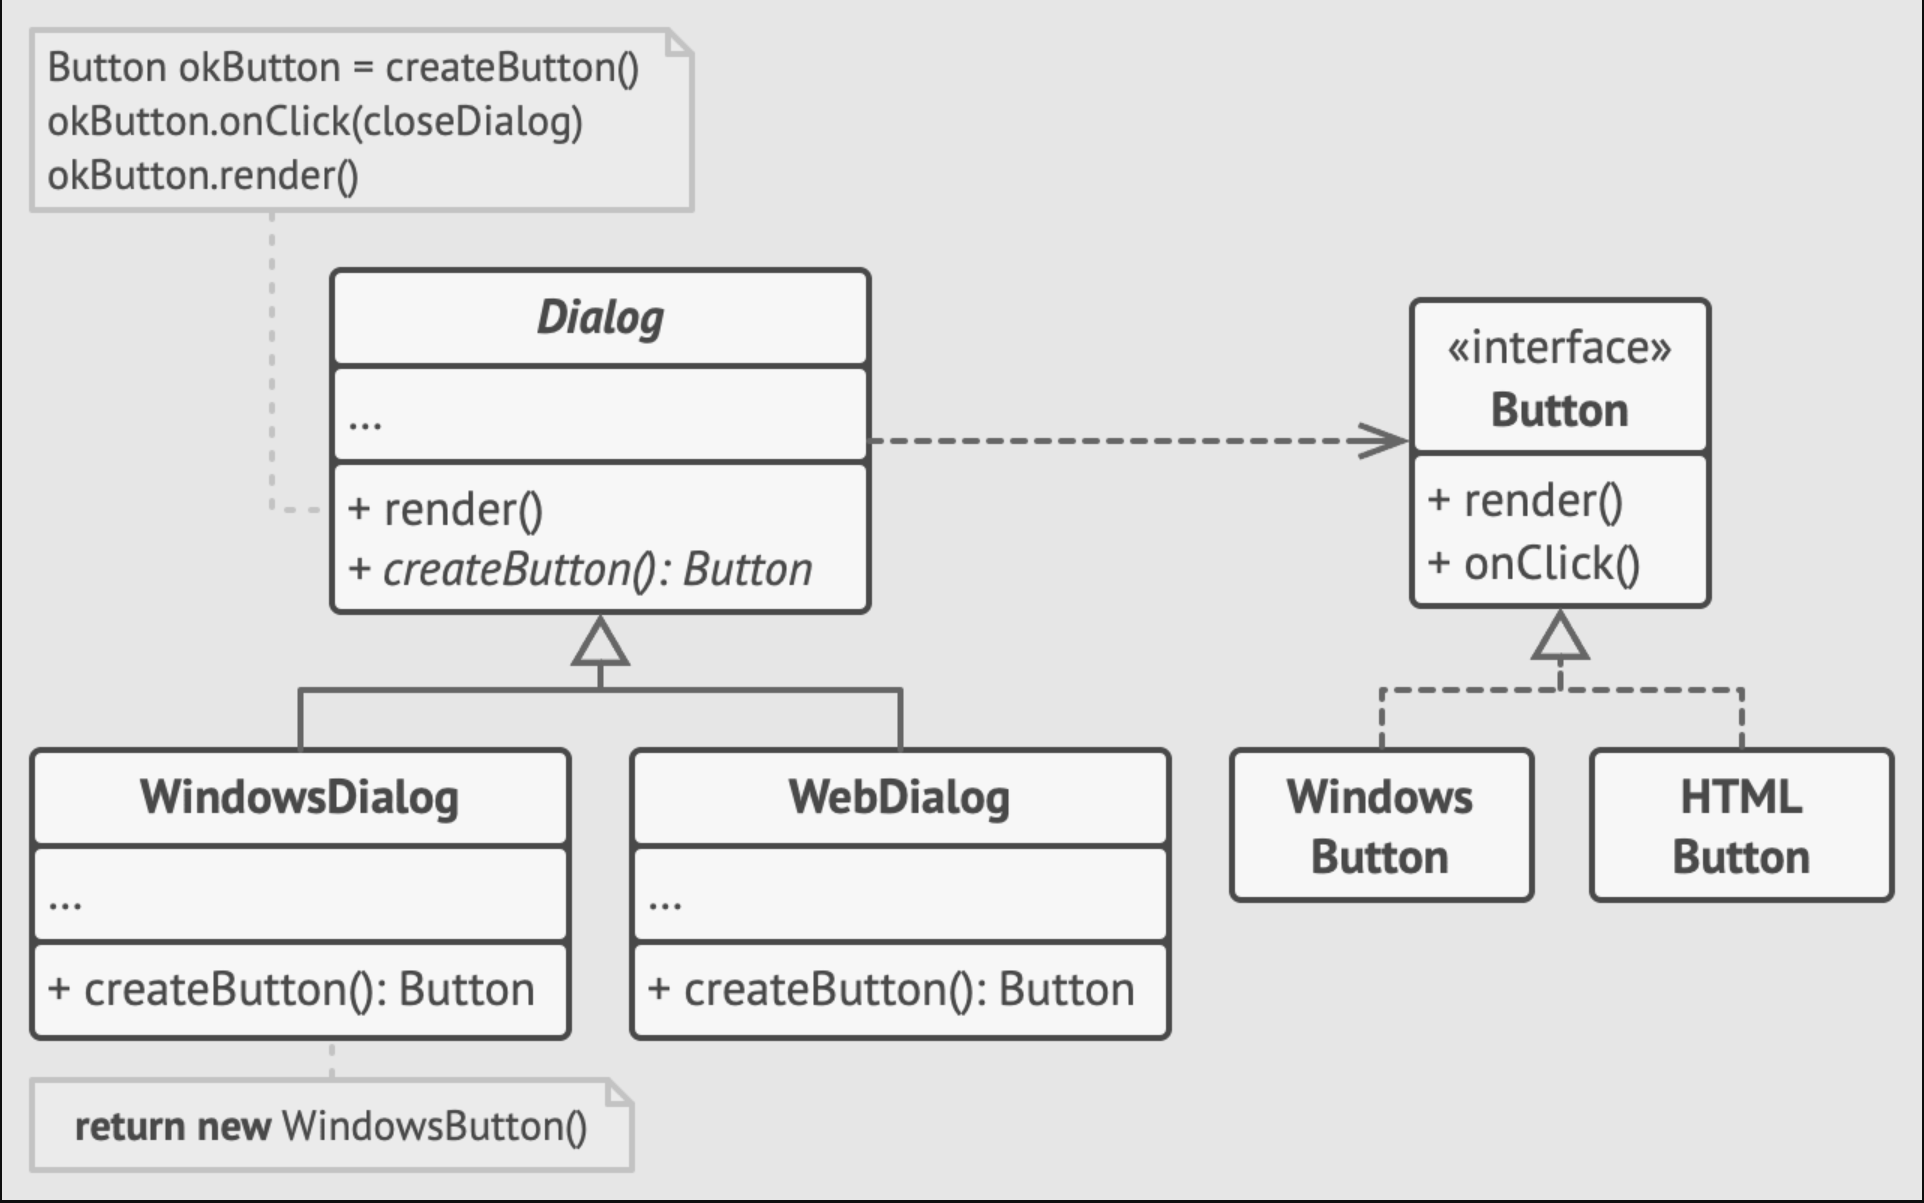 Button okButton = createButton()
okButton.onClick(closeDialog)
okButton.render()
Dialog
...
+ render()
+ createButton(): Button
«interface»
Button
+ render()
+ onClick()
WindowsDialog
...
+ createButton(): Button
WebDialog
...
+ createButton(): Button
Windows
Button
HTML
Button
return new WindowsButton()